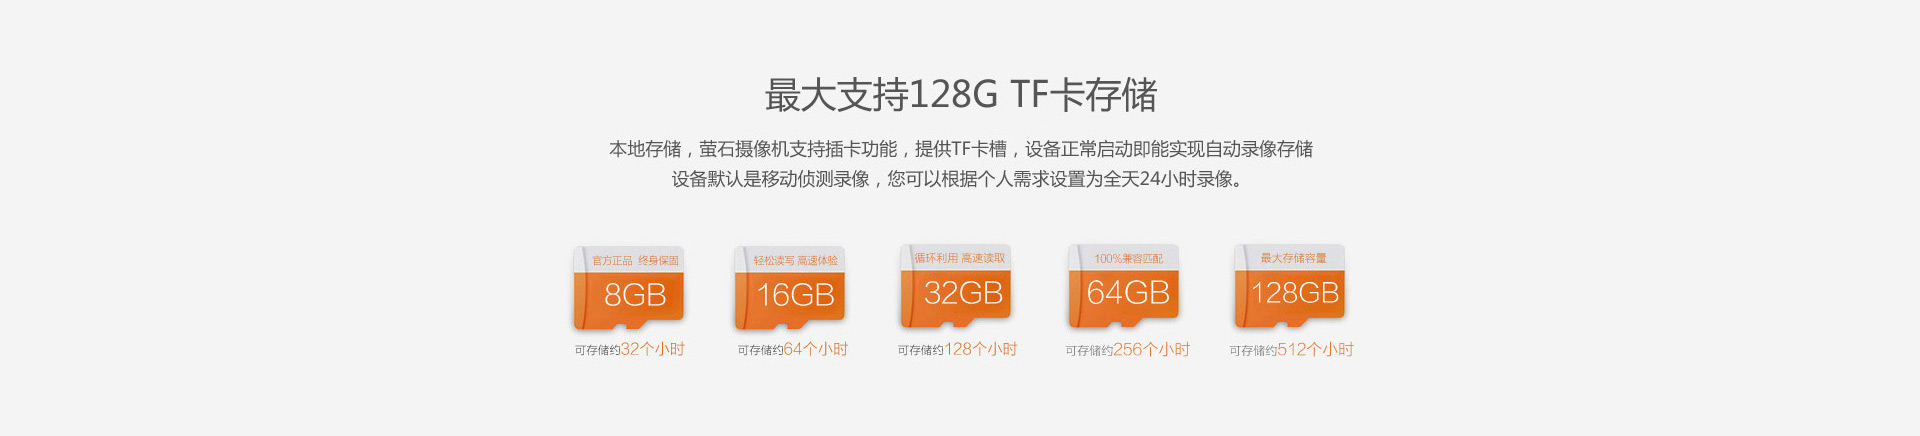 最大支持128G TF卡存储
本地存储，萤石摄像机支持插卡功能，提供TF卡槽，设备正常启动即能实现自动录像存储
设备默认是移动侦测录像，您可以根据个人需求设置为全天24小时录像。
官方正品 终身保固
8GB
可存储约32个小时
轻松读写 高速体验
16GB
可存储约64个小时
循环利用 高速读取
32GB
可存储约128个小时
100%兼容匹配
64GB
可存储约256个小时
最大存储容量
128GB
可存储约512个小时